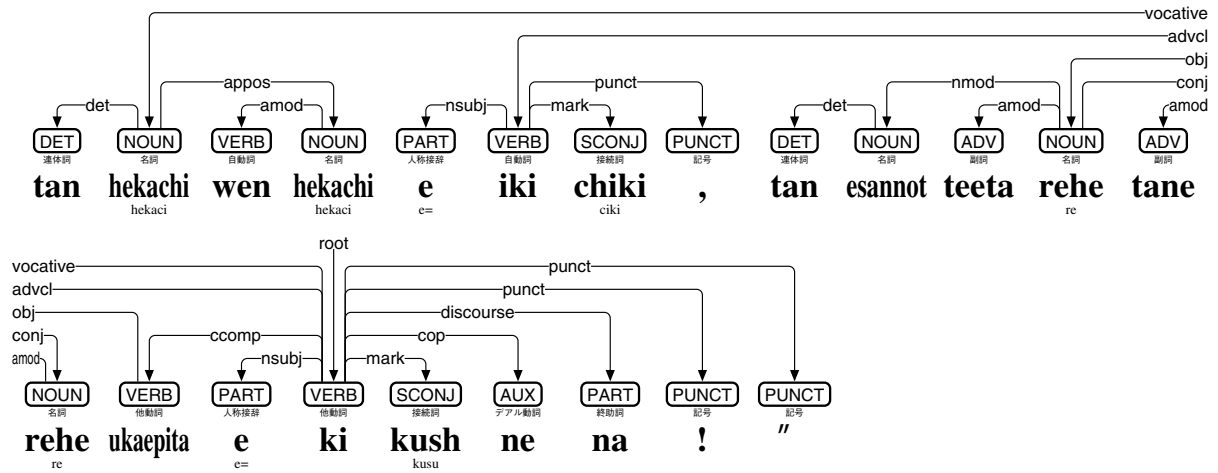 vocative
advcl
obj
appos punct nmod conj
det amod nsubj mark det amod amod
DET NOUN VERB NOUN PART VERB SCONJ PUNCT DET NOUN ADV NOUN ADV
連体詞 名詞 自動詞 名詞 人称接辞 自動詞 接続詞 記号 連体詞 名詞 副詞 名詞 副詞
tan hekachi wen hekachi e iki chiki , tan esannot teeta rehe tane
hekaci hekaci e= ciki re
root
vocative punct
advcl punct
obj discourse
conj ccomp cop
amod nsubj mark
NOUN VERB PART VERB SCONJ AUX PART PUNCT PUNCT
名詞 他動詞 人称接辞 他動詞 接続詞 デアル動詞 終助詞 記号 記号
rehe ukaepita e ki kush ne na ! ”
re e= kusu